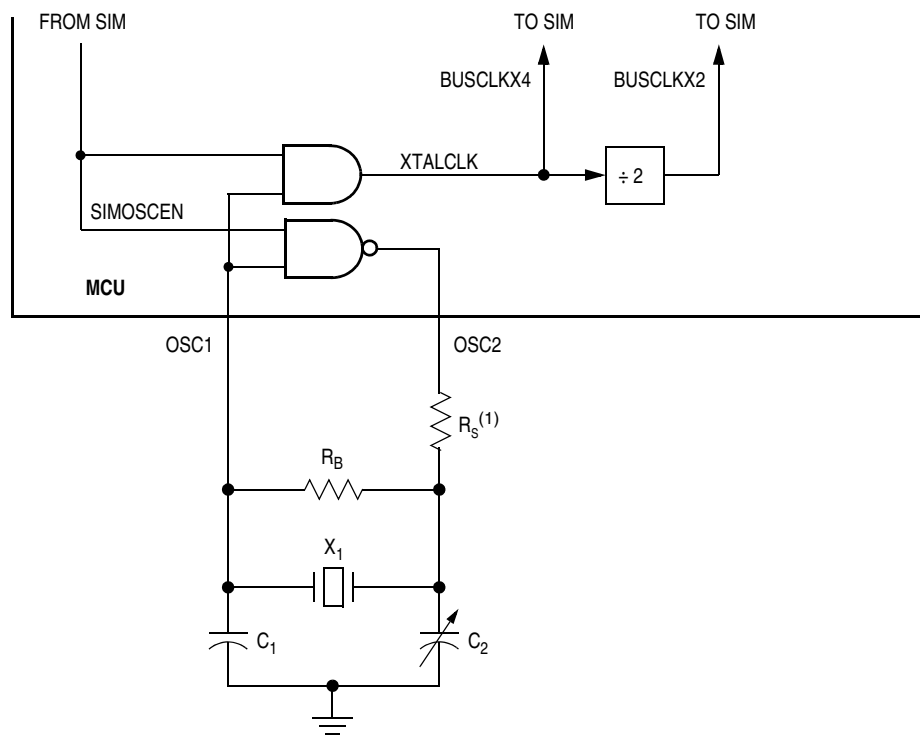 FROM SIM
TO SIM
TO SIM
BUSCLKX4
BUSCLKX2
XTALCLK
÷ 2
SIMOSCEN
MCU
OSC1
OSC2
RS(1)
RB
X1
C1
C2